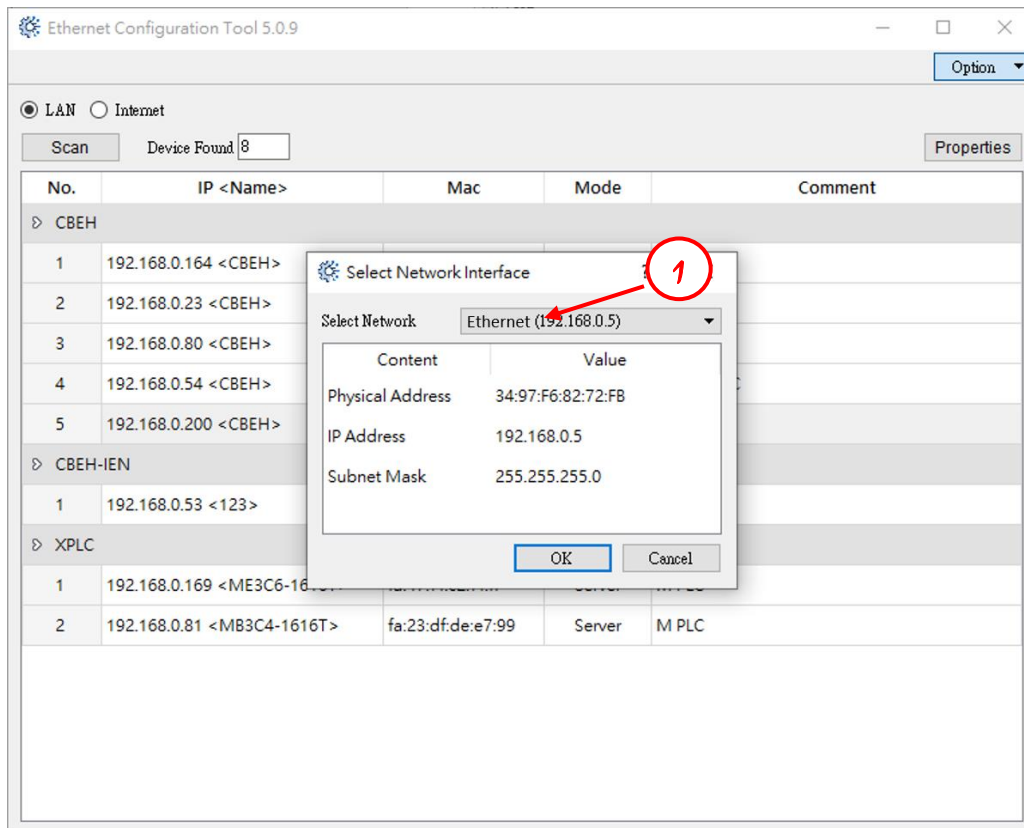 Ethernet Configuration Tool 5.0.9
Option
LAN Internet
Scan Device Found 8 Properties
No. IP <Name> Mac Mode Comment
CBEH
1 192.168.0.164 <CBEH>
2 192.168.0.23 <CBEH>
3 192.168.0.80 <CBEH>
4 192.168.0.54 <CBEH>
5 192.168.0.200 <CBEH>
CBEH-IEN
1 192.168.0.53 <123>
XPLC
1 192.168.0.169 <ME3C6-16
2 192.168.0.81 <MB3C4-1616T> fa:23:df:de:e7:99 Server M PLC
Select Network Interface
1
Select Network Ethernet (192.168.0.5)
Content Value
Physical Address 34:97:F6:82:72:FB
IP Address 192.168.0.5
Subnet Mask 255.255.255.0
OK Cancel